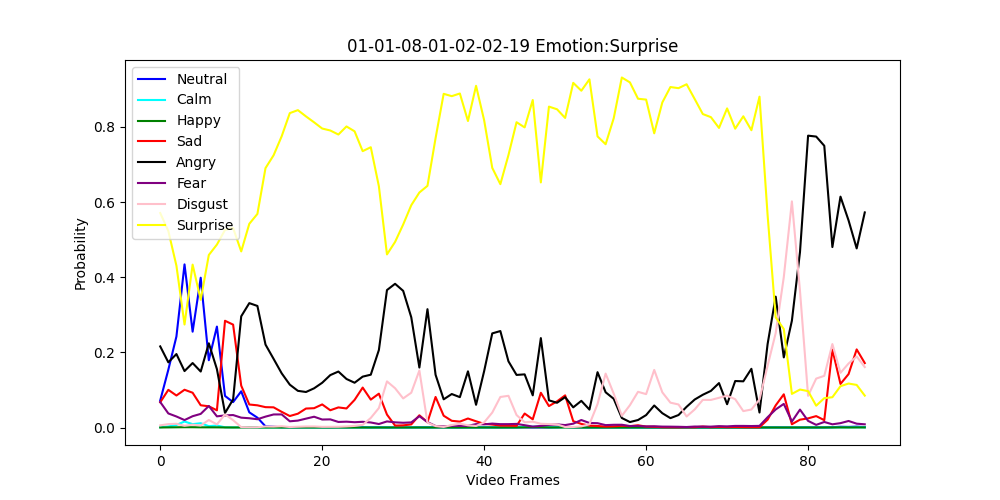 01-01-08-01-02-02-19 Emotion:Surprise
Neutral
Calm
Happy
Sad
Angry
Fear
Disgust
Surprise
Probability
0.8
0.6
0.4
0.2
0.0
0 20 40 60 80
Video Frames